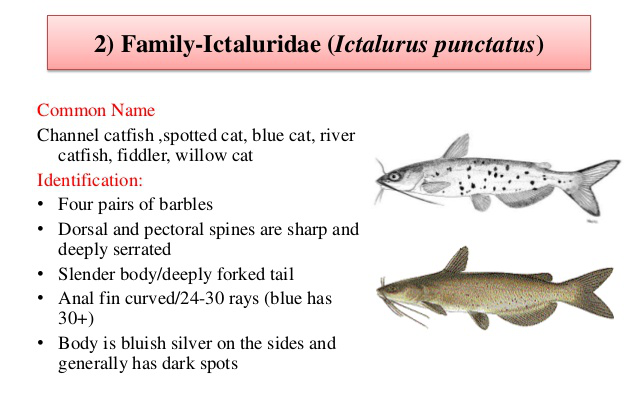 2) Family-Ictaluridae (Ictalurus punctatus)
Common Name
Channel catfish ,spotted cat, blue cat, river
catfish, fiddler, willow cat
Identification:
• Four pairs of barbles
• Dorsal and pectoral spines are sharp and
deeply serrated
• Slender body/deeply forked tail
• Anal fin curved/24-30 rays (blue has
30+)
• Body is bluish silver on the sides and
generally has dark spots